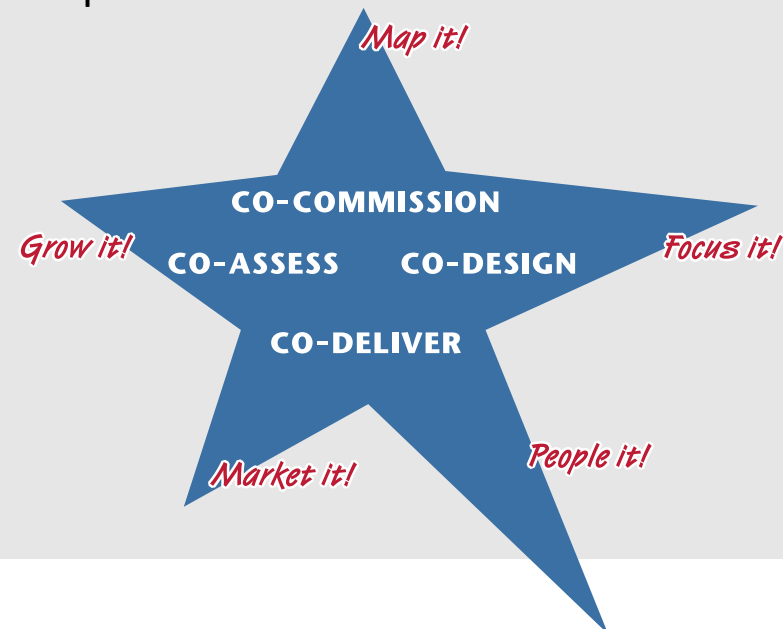 Map it!
CO-COMMISSION
Grow it!
Focus it!
CO-ASSESS CO-DESIGN
CO-DELIVER
People it!
Market it!